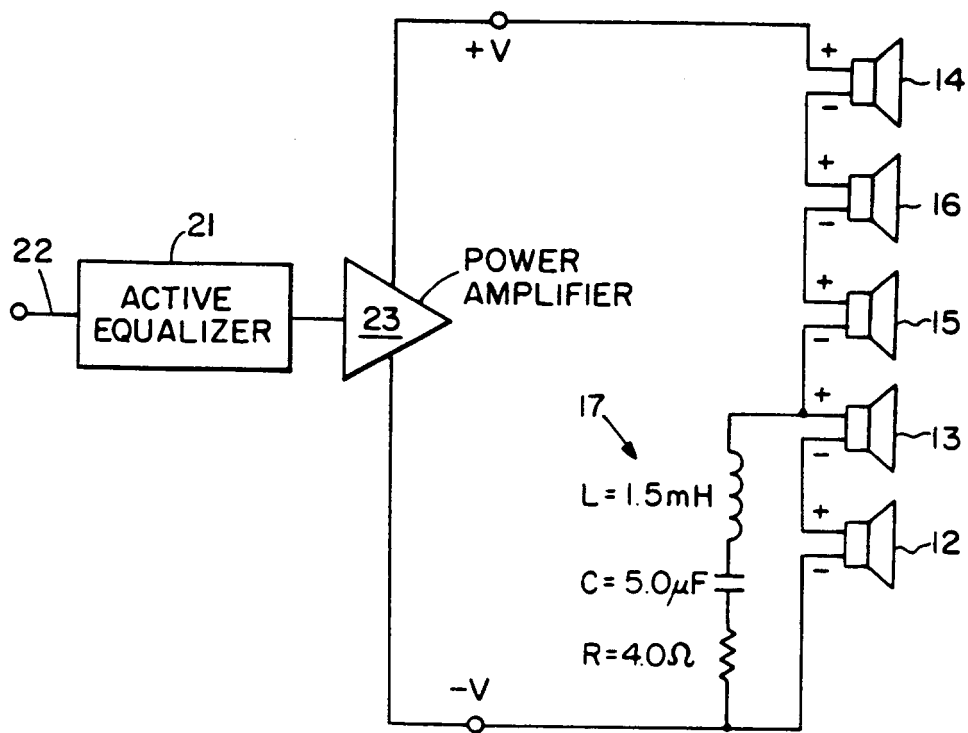 +V
+
14
−
+
16
−
21
22
ACTIVE
EQUALIZER
POWER
AMPLIFIER
23
+
15
−
17
+
13
−
L=1.5mH
+
12
−
C=5.0μF
R=4.0Ω
−V